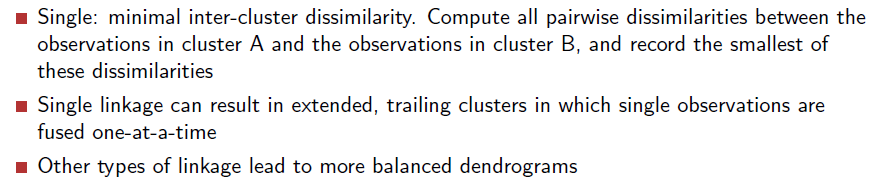 Single: minimal inter-cluster dissimilarity. Compute all pairwise dissimilarities between the
observations in cluster A and the observations in cluster B, and record the smallest of
these dissimilarities
Single linkage can result in extended, trailing clusters in which single observations are
fused one-at-a-time
Other types of linkage lead to more balanced dendrograms